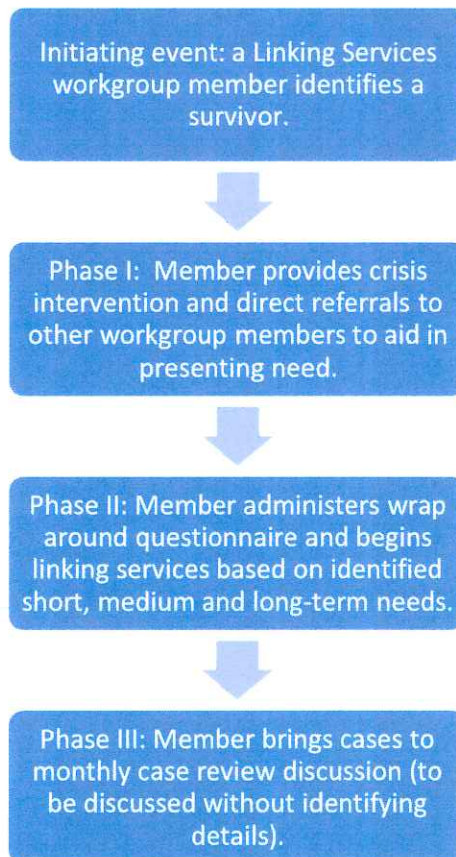 Initiating event: a Linking Services
workgroup member identifies a
survivor.
Phase I:  Member provides crisis
intervention and direct referrals to
other workgroup members to aid in
presenting need.
Phase II: Member administers wrap
around questionnaire and begins
linking services based on identified
short, medium and long-term needs.
Phase III: Member brings cases to
monthly case review discussion (to
be discussed without identifying
details).